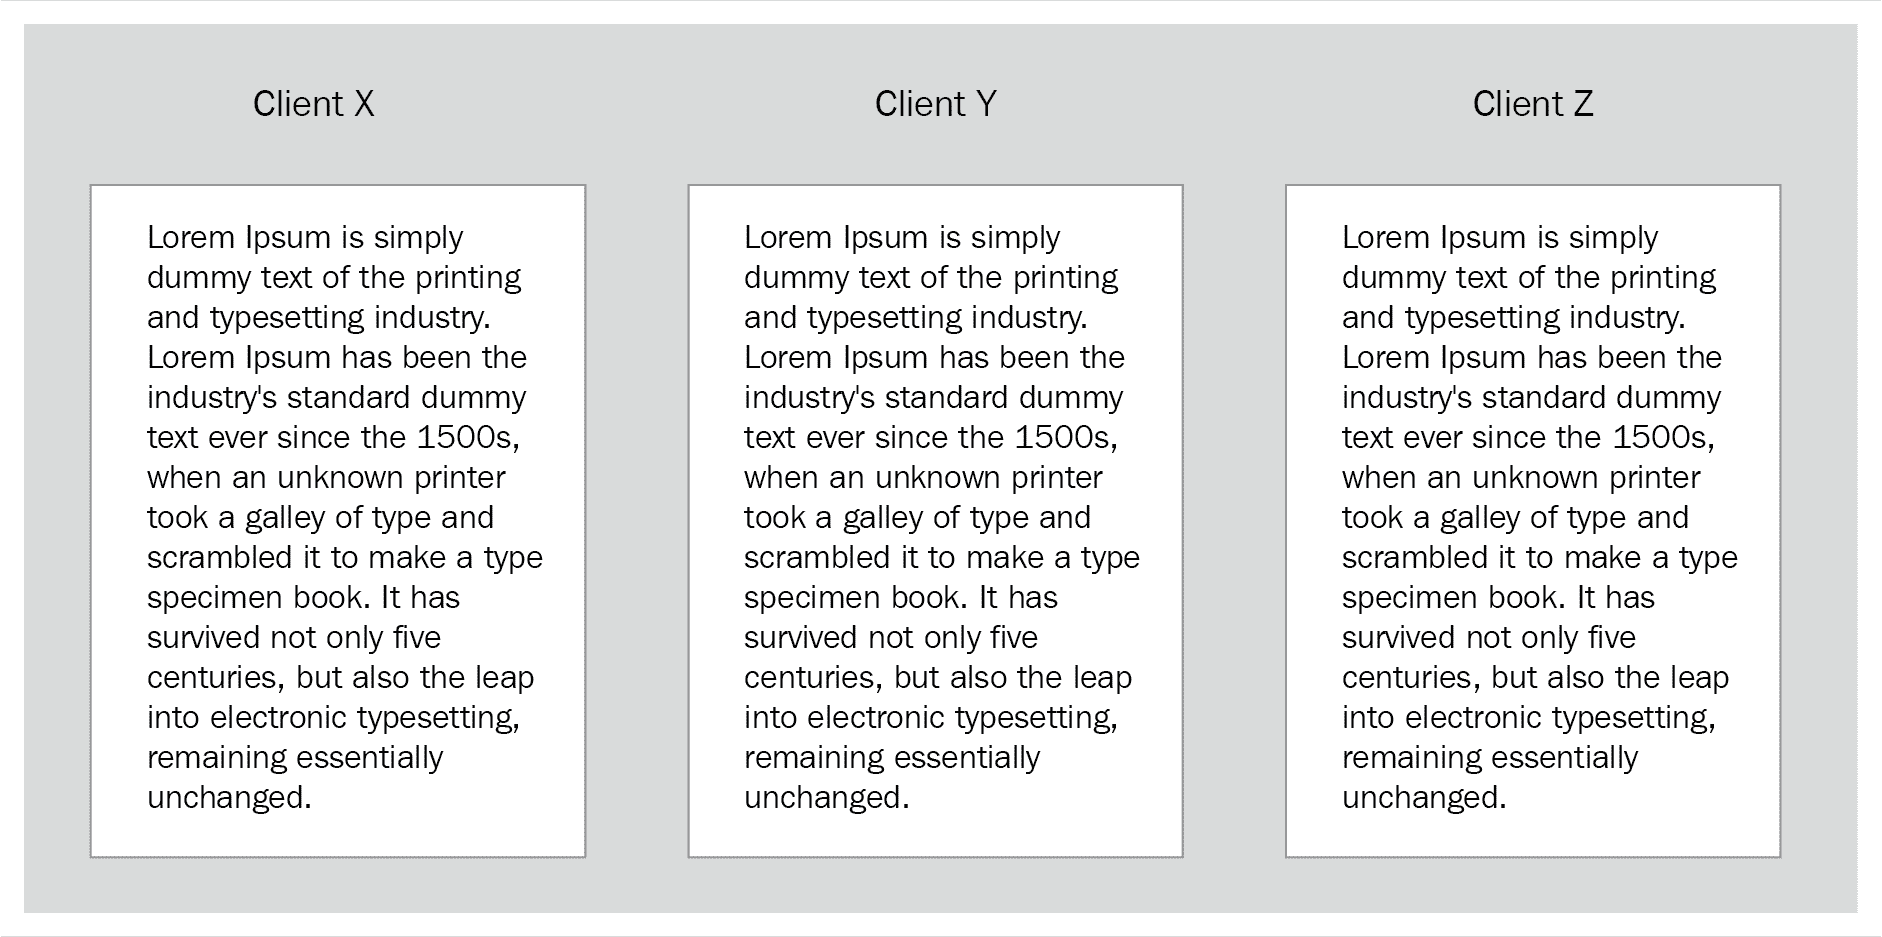 Client X
Lorem Ipsum is simply
dummy text of the printing
and typesetting industry.
Lorem Ipsum has been the
industry's standard dummy
text ever since the 1500s,
when an unknown printer
took a galley of type and
scrambled it to make a type
specimen book. It has
survived not only five
centuries, but also the leap
into electronic typesetting,
remaining essentially
unchanged.
Client Y
Lorem Ipsum is simply
dummy text of the printing
and typesetting industry.
Lorem Ipsum has been the
industry's standard dummy
text ever since the 1500s,
when an unknown printer
took a galley of type and
scrambled it to make a type
specimen book. It has
survived not only five
centuries, but also the leap
into electronic typesetting,
remaining essentially
unchanged.
Client Z
Lorem Ipsum is simply
dummy text of the printing
and typesetting industry.
Lorem Ipsum has been the
industry's standard dummy
text ever since the 1500s,
when an unknown printer
took a galley of type and
scrambled it to make a type
specimen book. It has
survived not only five
centuries, but also the leap
into electronic typesetting,
remaining essentially
unchanged.